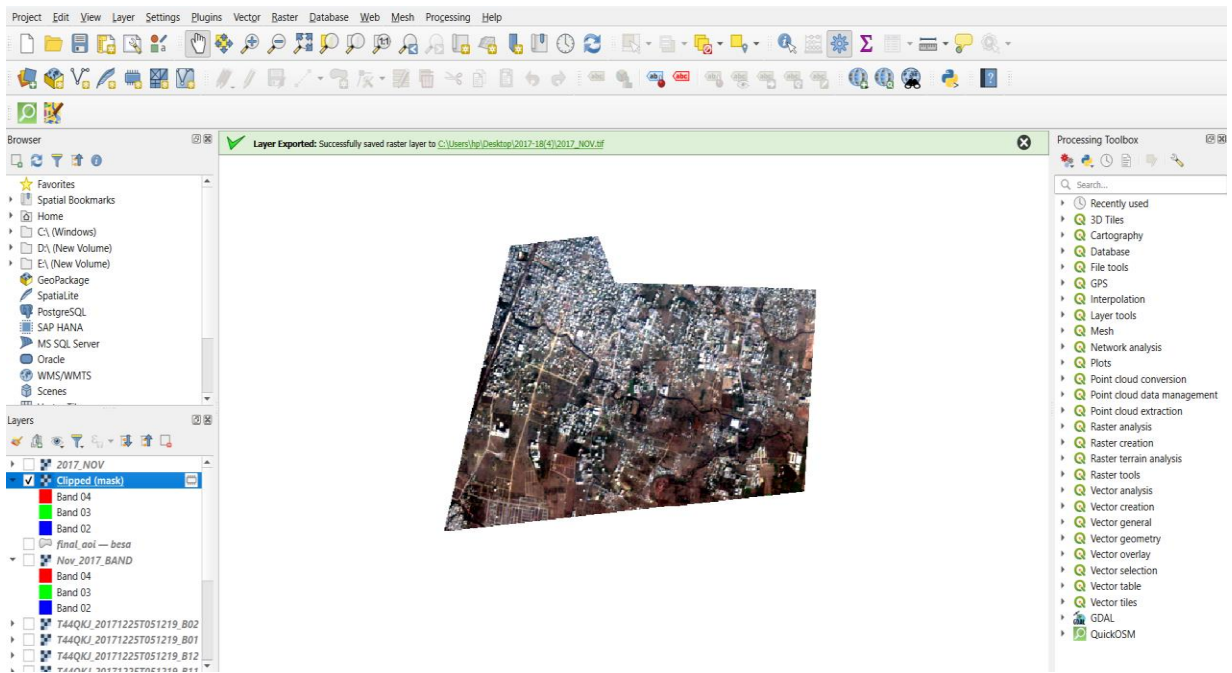 Project Edit View Layer Settings Plugins Vector Raster Database Web Mesh Processing Help
Browser
Favorites
Spatial Bookmarks
Home
C:\ (Windows)
D:\ (New Volume)
E:\ (New Volume)
GeoPackage
SpatiaLite
PostgreSQL
SAP HANA
MS SQL Server
Oracle
WMS/WMTS
Scenes
Layers
2017_NOV
Clipped (mask)
Band 04
Band 03
Band 02
final_aoi — besa
Nov_2017_BAND
Band 04
Band 03
Band 02
T44QKJ_20171225T051219_B02
T44QKJ_20171225T051219_B01
T44QKJ_20171225T051219_B12
T44QKJ_20171225T051219_B11
Layer Exported: Successfully saved raster layer to C:\Users\hp\Desktop\2017-18(4)\2017_NOV.tif
Processing Toolbox
Search...
Recently used
3D Tiles
Cartography
Database
File tools
GPS
Interpolation
Layer tools
Mesh
Network analysis
Plots
Point cloud conversion
Point cloud data management
Point cloud extraction
Raster analysis
Raster creation
Raster terrain analysis
Raster tools
Vector analysis
Vector creation
Vector general
Vector geometry
Vector overlay
Vector selection
Vector table
Vector tiles
GDAL
QuickOSM